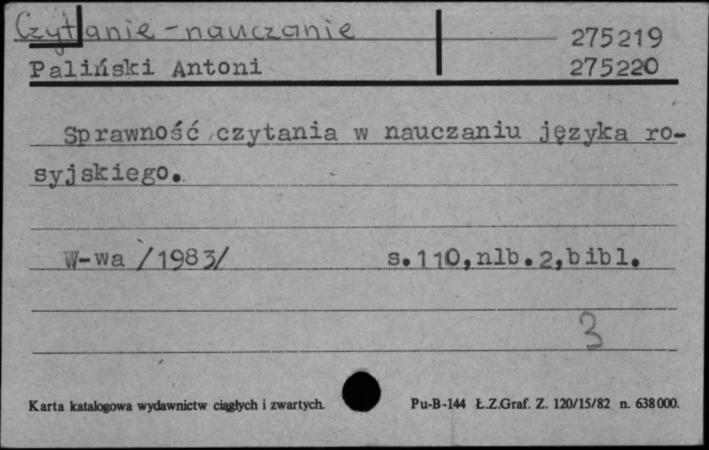 Czytanie - nauczanie 275219
Paliński Antoni 275220
Sprawność czytania w nauczaniu języka ro-
syjskiego.
W-wa /1983/ s.110,nlb.2,bibl.
3
Karta katalogowa wydawnictw ciągłych i zwartych. Pu-B-144 Ł.Z.Graf. Z. 120/15/82 n. 638000.